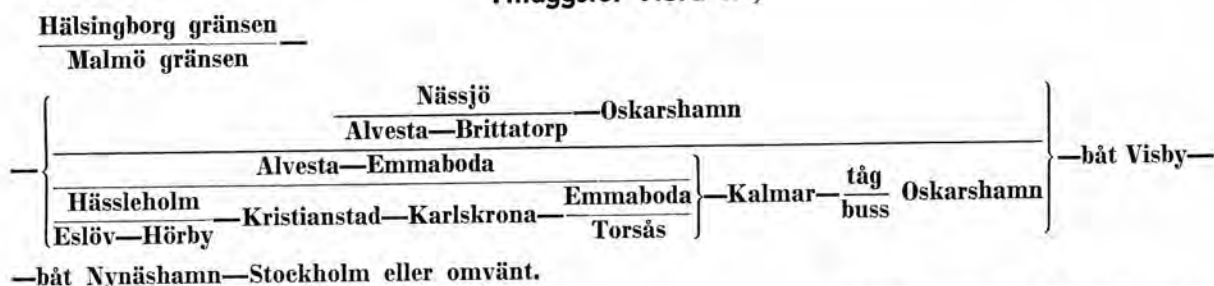 Hälsingborg gränsen
Malmö gränsen—
Nässjö
Alvesta—Brittatorp—Oskarshamn
Alvesta—Emmaboda
Hässleholm
Eslöv—Hörby—Kristianstad—Karlskrona—Emmaboda
Torsås—Kalmar—tåg
buss Oskarshamn—båt Visby—
—båt Nynäshamn—Stockholm eller omvänt.